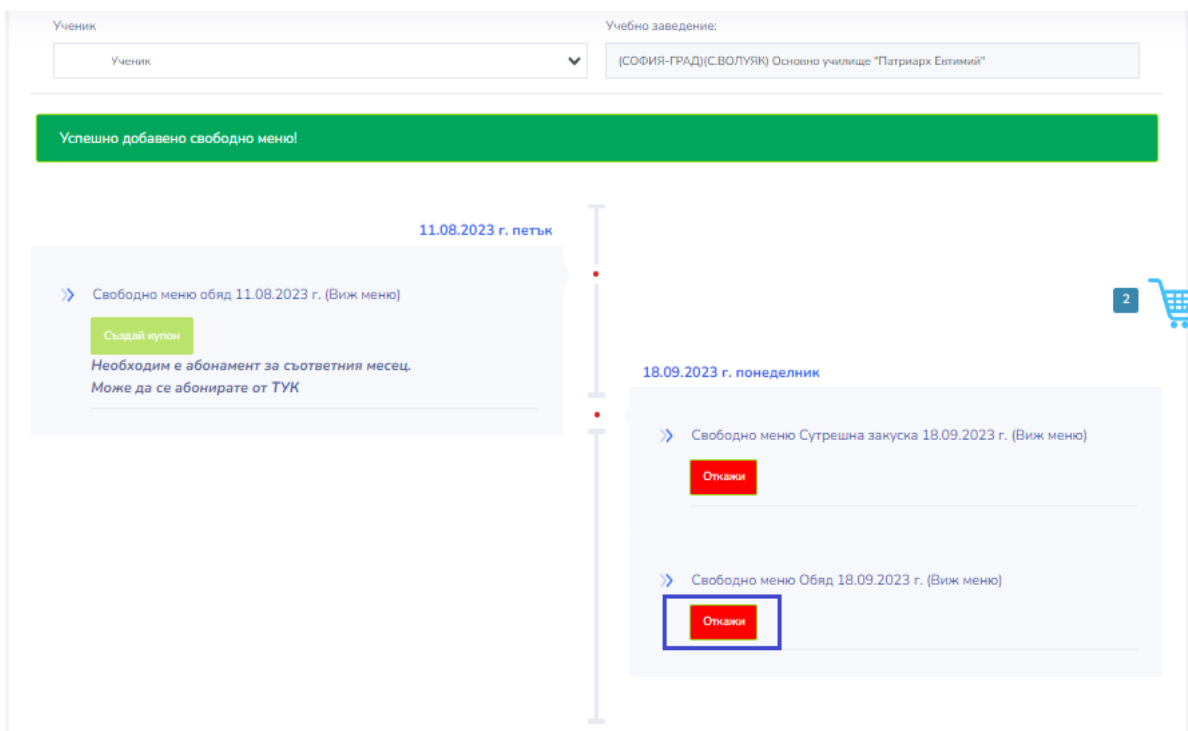 Ученик
Учебно заведение:
Ученик
(СОФИЯ-ГРАД)(С.ВОЛУЯК) Основно училище "Патриарх Евтимий"
Успешно добавено свободно меню!
11.08.2023 г. петък
Свободно меню обяд 11.08.2023 г. (Виж меню)
Създай купон
Необходим е абонамент за съответния месец.
Може да се абонирате от ТУК
2
18.09.2023 г. понеделник
Свободно меню Сутрешна закуска 18.09.2023 г. (Виж меню)
Откажи
Свободно меню Обяд 18.09.2023 г. (Виж меню)
Откажи